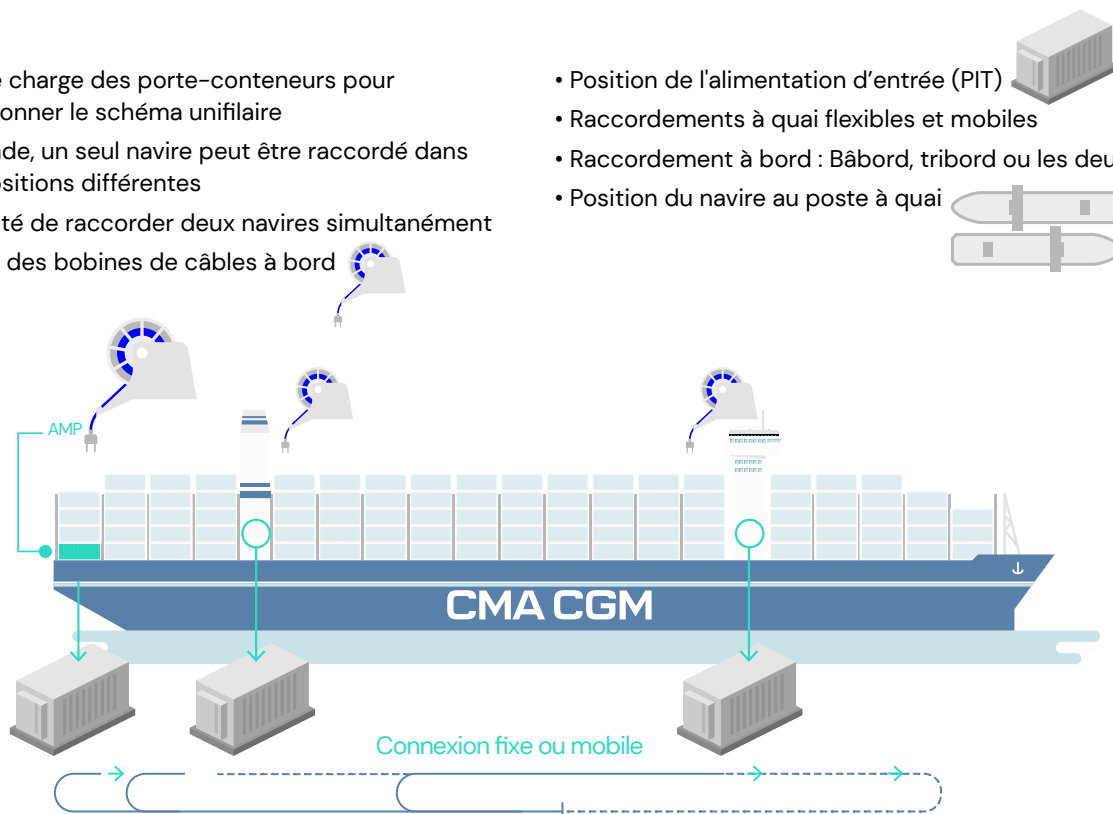 charge des porte-conteneurs pour
onner le schéma unifilaire
de, un seul navire peut être raccordé dans
sitions différentes
té de raccorder deux navires simultanément
des bobines de câbles à bord
• Position de l'alimentation d'entrée (PIT)
• Raccordements à quai flexibles et mobiles
• Raccordement à bord : Bâbord, tribord ou les deu
• Position du navire au poste à quai
AMP
CMA CGM
Connexion fixe ou mobile